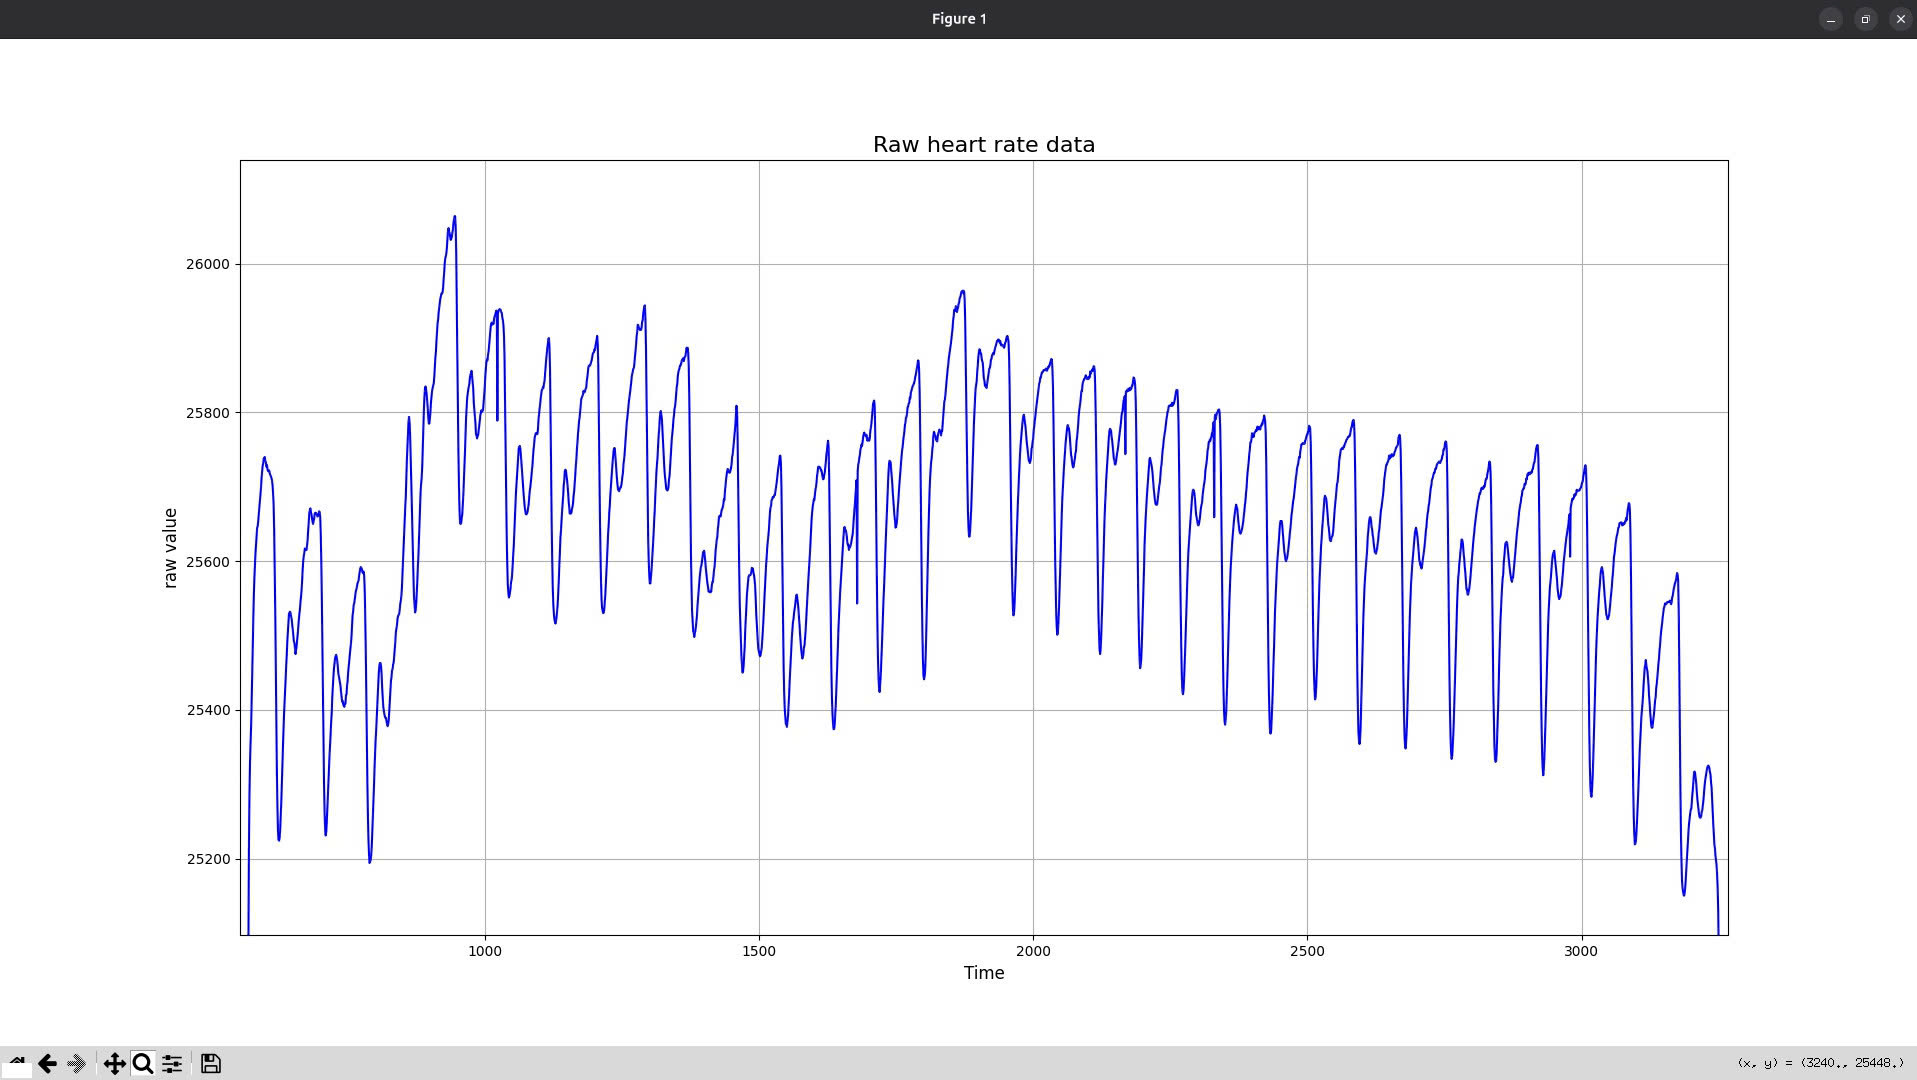 Figure 1
Raw heart rate data
26000
25800
25600
25400
25200
raw value
1000 1500 2000 2500 3000
Time
(x, y) = (3240., 25448.)